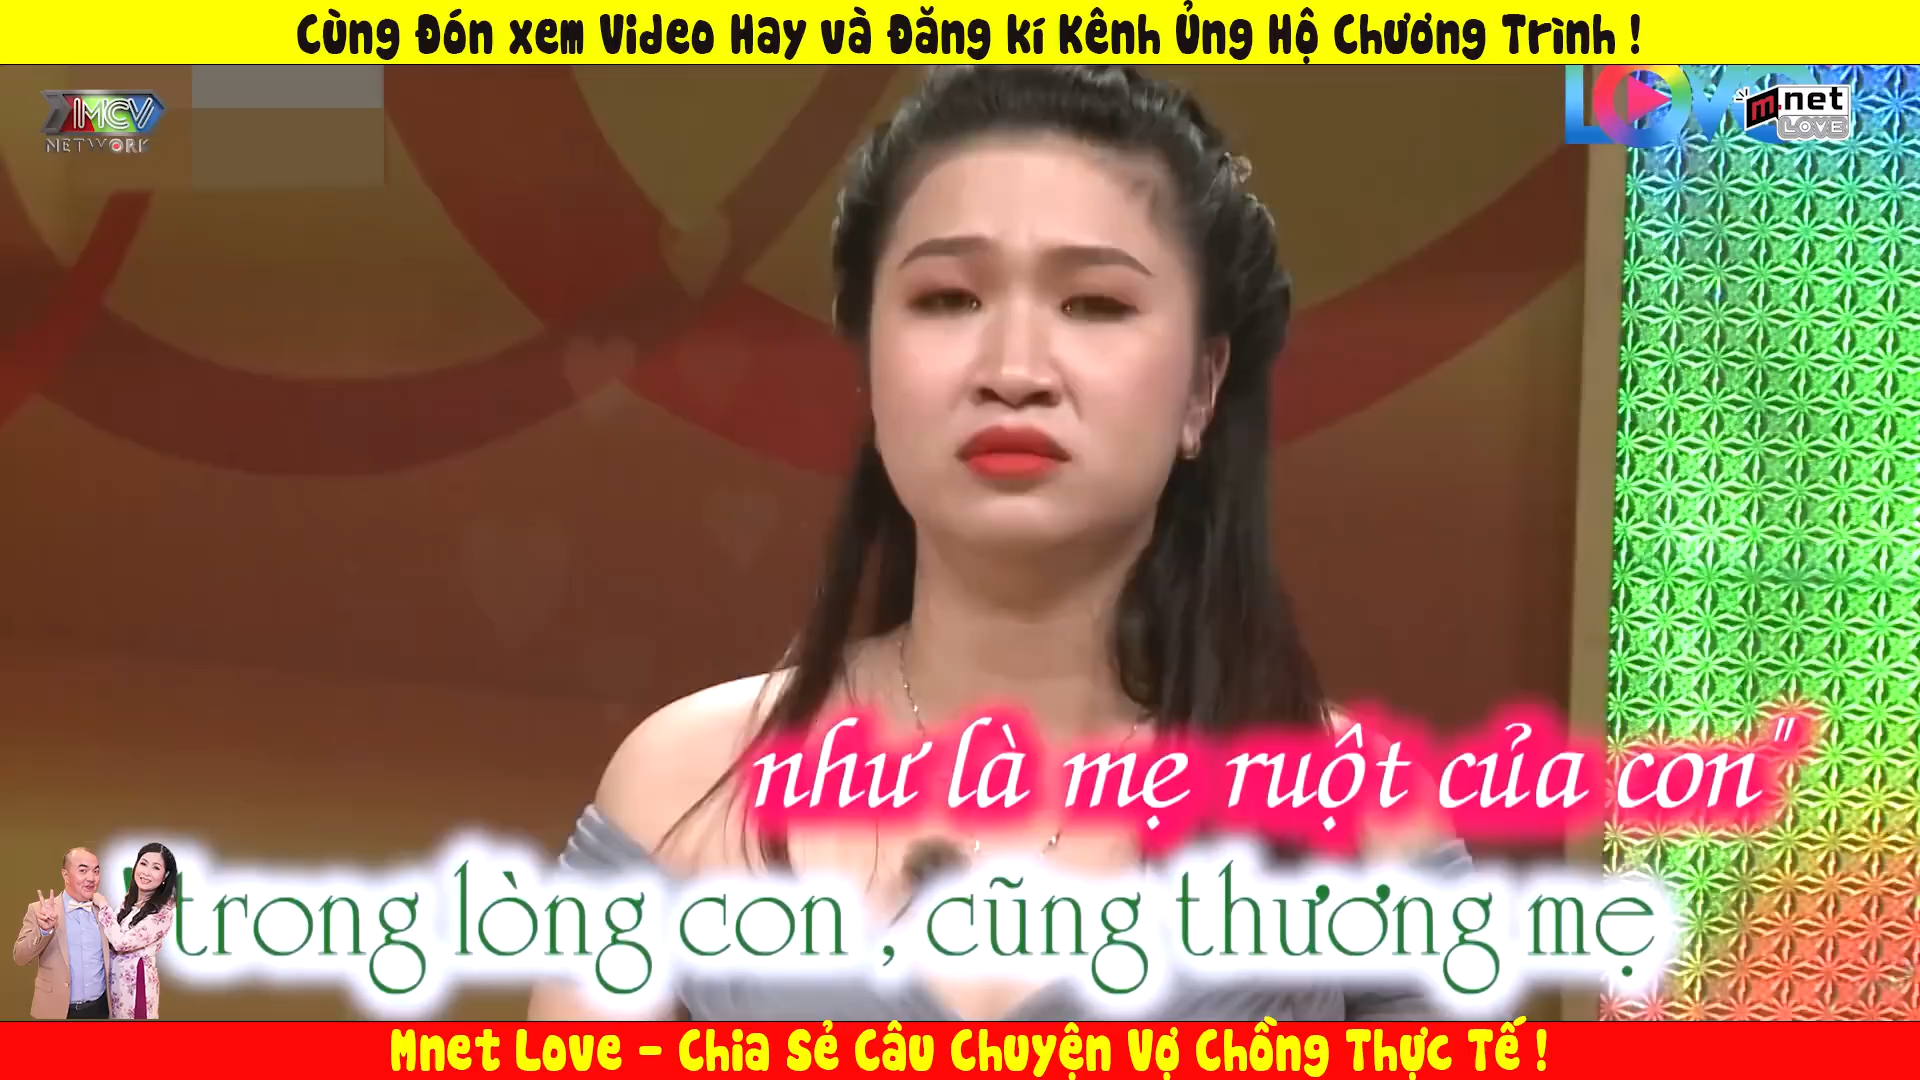 Cùng Đón xem Video Hay và Đăng kí Kênh Ủng Hộ Chương Trình !
MCV
NETWORK
LOVE
m.net
LOVE
như là mẹ ruột của con"
"trong lòng con , cũng thương mẹ
Mnet Love - Chia Sẻ Câu Chuyện Vợ Chồng Thực Tế !